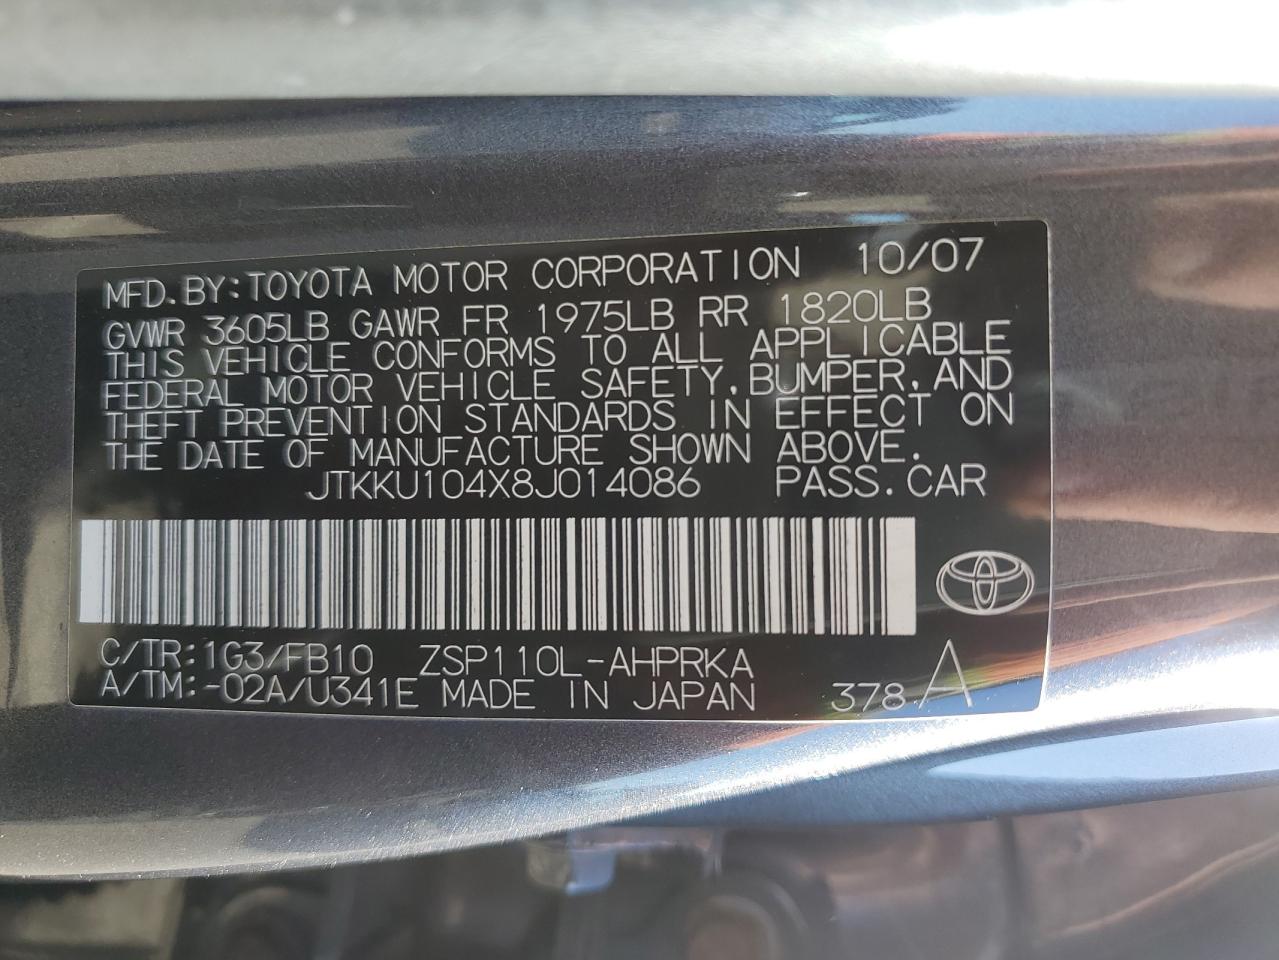 MFD.BY:TOYOTA MOTOR CORPORATION 10/07
GVWR 3605LB GAWR FR 1975LB RR 1820LB
THIS VEHICLE CONFORMS TO ALL APPLICABLE
FEDERAL MOTOR VEHICLE SAFETY,BUMPER,AND
THEFT PREVENTION STANDARDS IN EFFECT ON
THE DATE OF MANUFACTURE SHOWN ABOVE.
JTKKU104X8J014086 PASS.CAR
C/TR:1G3/FB10 ZSP110L-AHPRKA
A/TM:-02A/U341E MADE IN JAPAN 378 A